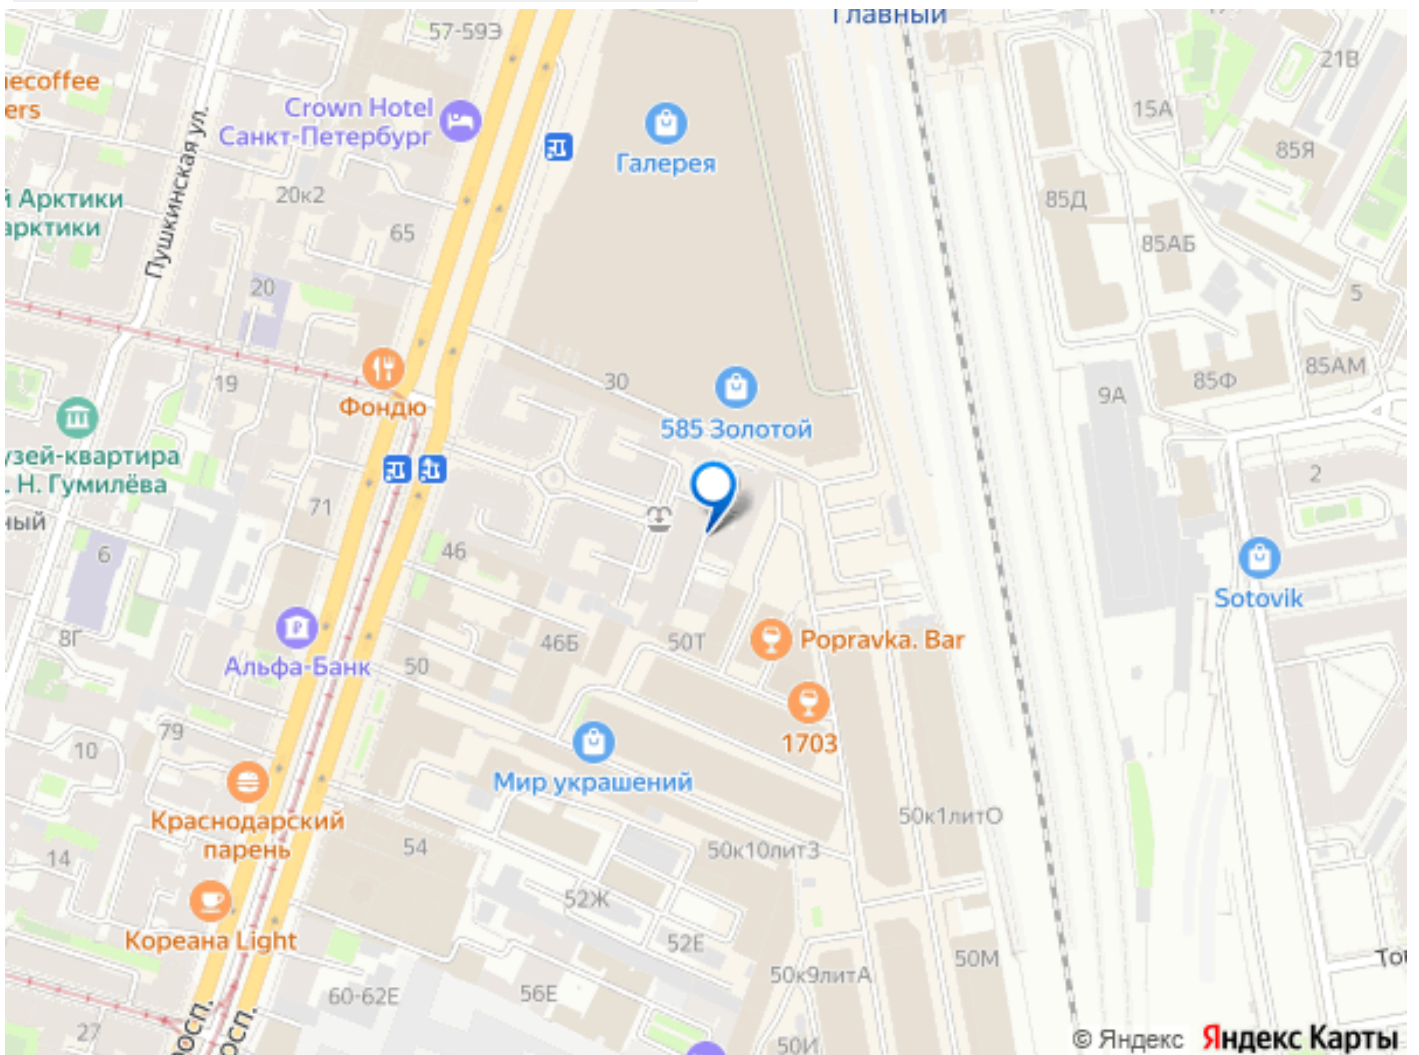 Главный
57-59Э
21В
ecoffee
ers
Crown Hotel
Санкт-Петербург
15А
Галерея
85Я
Пушкинская ул.
й Арктики
арктики
20к2
85Д
65
85АБ
20
5
19
30
85Ф
85АМ
9А
Фондю
585 Золотой
узей-квартира
. Н. Гумилёва
2
71
ный
46
6
Sotovik
8Г
46Б
50Т
Popravka. Bar
Альфа-Банк
50
79
10
1703
Мир украшений
Краснодарский
парень
50к1литО
14
54
50к10литЗ
52Ж
Кореана Light
52Е
50к9литА
50М
60-62Е
56Е
27
росп.
осп.
50И
© Яндекс
Яндекс Карты